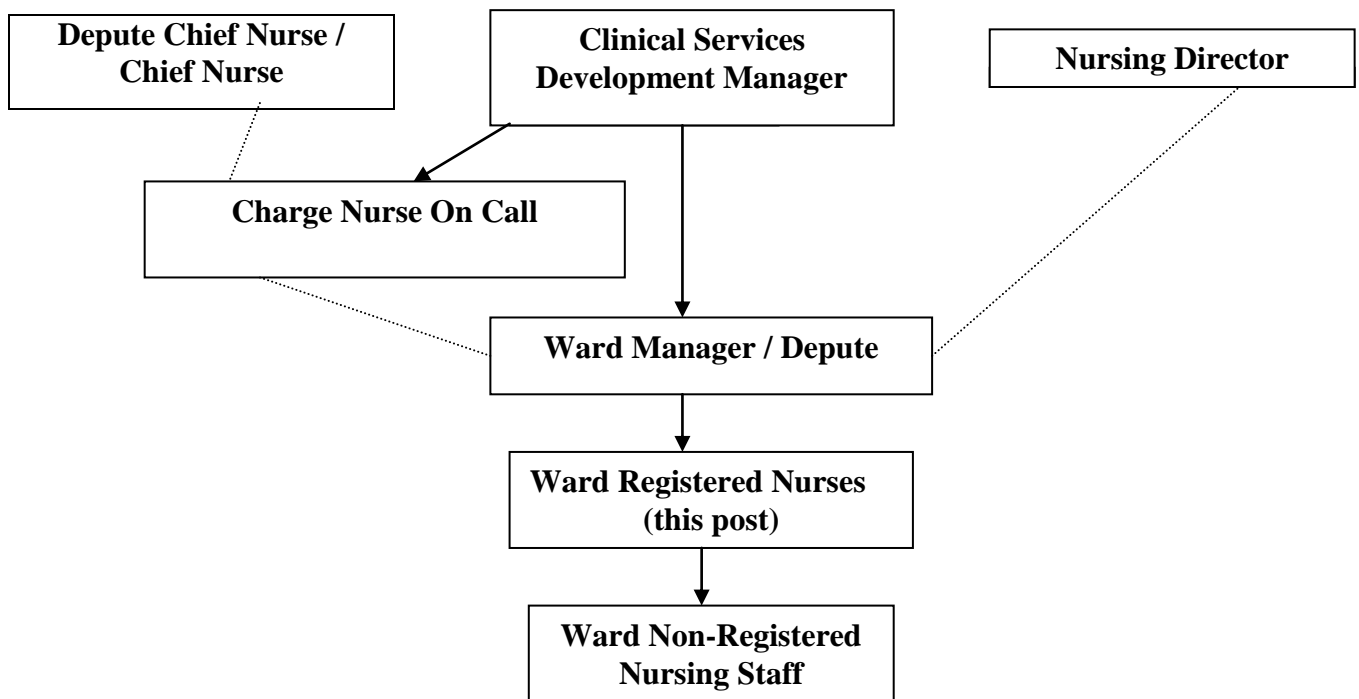 Depute Chief Nurse /
Chief Nurse
Clinical Services
Development Manager
Nursing Director
Charge Nurse On Call
Ward Manager / Depute
Ward Registered Nurses
(this post)
Ward Non-Registered
Nursing Staff